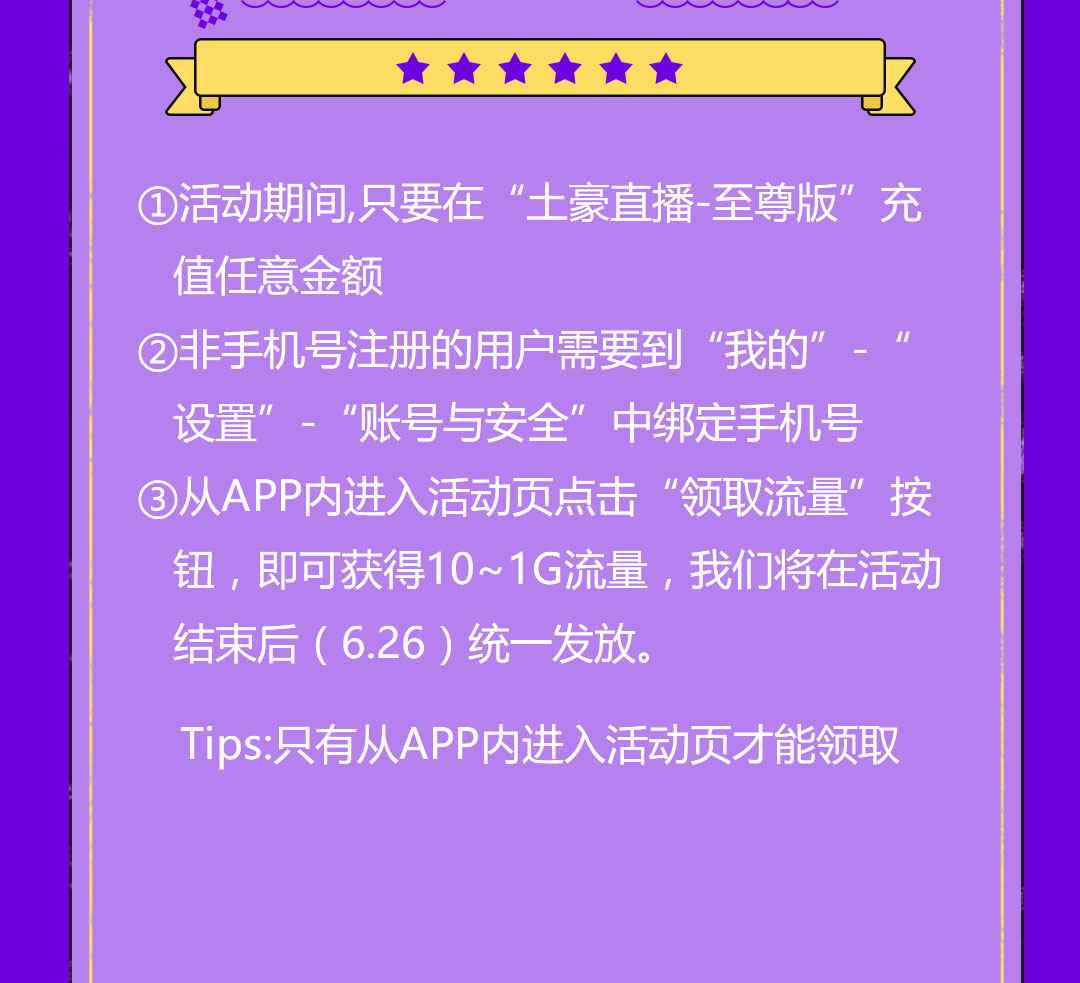 ①活动期间,只要在“土豪直播-至尊版”充
值任意金额
②非手机号注册的用户需要到“我的”-“
设置”-“账号与安全”中绑定手机号
③从APP内进入活动页点击“领取流量”按
钮，即可获得10~1G流量，我们将在活动
结束后（6.26）统一发放。
Tips:只有从APP内进入活动页才能领取